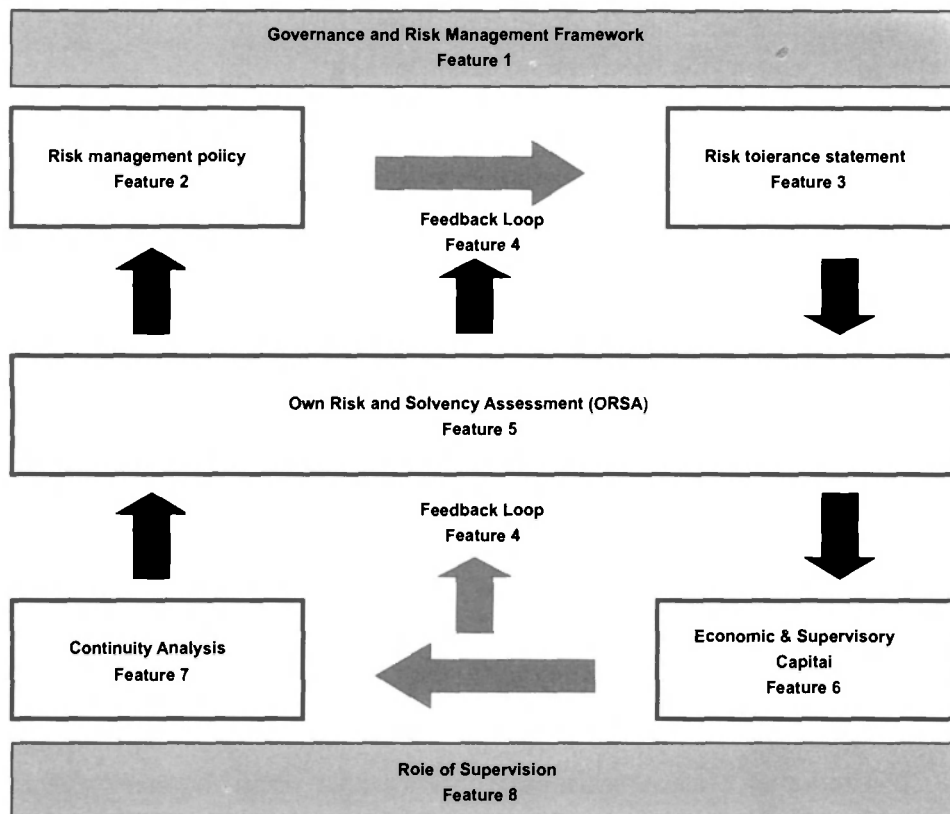 Governance and Risk Management Framework
Feature 1
Risk management poiicy
Feature 2
Risk toierance statement
Feature 3
Feedback Loop
Feature 4
Own Risk and Solvency Assessment (ORSA)
Feature 5
Feedback Loop
Feature 4
Continuity Analysis
Feature 7
Economic & Supervisory
Capitai
Feature 6
Roie of Supervision
Feature 8